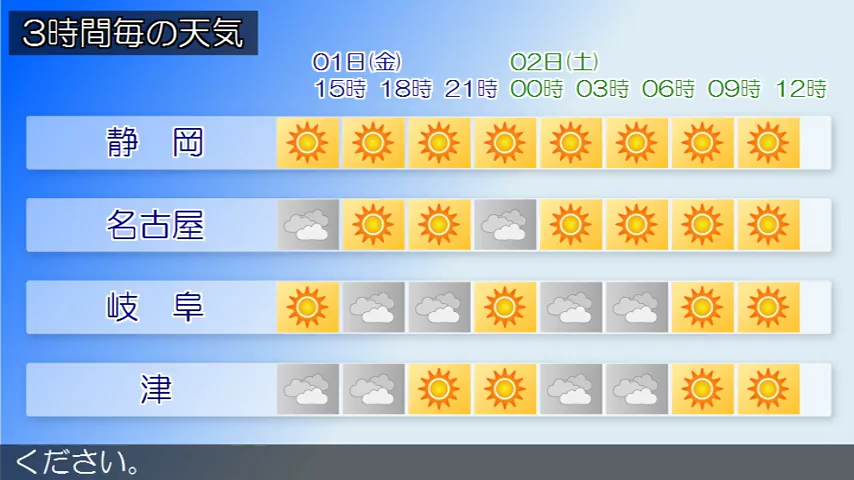 3時間毎の天気
01日(金) 02日(土)
15時 18時 21時 00時 03時 06時 09時 12時
静　岡
名古屋
岐　阜
津
ください。